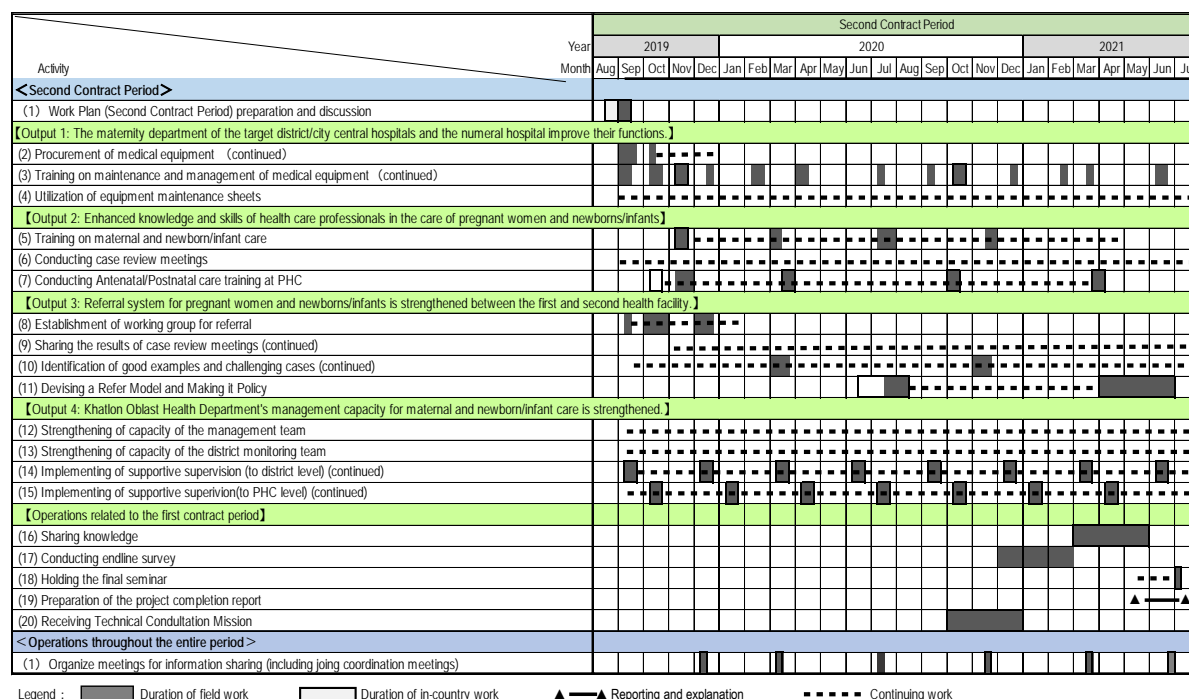 Second Contract Period
Year 2019 2020 2021
Activity Month Aug Sep Oct Nov Dec Jan Feb Mar Apr May Jun Jul Aug Sep Oct Nov Dec Jan Feb Mar Apr May Jun
<Second Contract Period>
（1）Work Plan (Second Contract Period) preparation and discussion
【Output 1: The maternity department of the target district/city central hospitals and the numeral hospital improve their functions.】
(2) Procurement of medical equipment （continued）
(3) Training on maintenance and management of medical equipment （continued）
(4) Utilization of equipment maintenance sheets
【Output 2: Enhanced knowledge and skills of health care professionals in the care of pregnant women and newborns/infants】
(5) Training on maternal and newborn/infant care
(6) Conducting case review meetings
(7) Conducting Antenatal/Postnatal care training at PHC
【Output 3: Referral system for pregnant women and newborns/infants is strengthened between the first and second health facility.】
(8) Establishment of working group for referral
(9) Sharing the results of case review meetings (continued)
(10) Identification of good examples and challenging cases (continued)
(11) Devising a Refer Model and Making it Policy
【Output 4: Khatlon Oblast Health Department's management capacity for maternal and newborn/infant care is strengthened.】
(12) Strengthening of capacity of the management team
(13) Strengthening of capacity of the district monitoring team
(14) Implementing of supportive supervision (to district level) (continued)
(15) Implementing of supportive superivion(to PHC level) (continued)
【Operations related to the first contract period】
(16) Sharing knowledge
(17) Conducting endline survey
(18) Holding the final seminar
(19) Preparation of the project completion report
(20) Receiving Technical Condultation Mission
＜Operations throughout the entire period＞
（1）Organize meetings for information sharing (including joing coordination meetings)
Legend : Duration of field work Duration of in-country work Reporting and explanation Continuing work